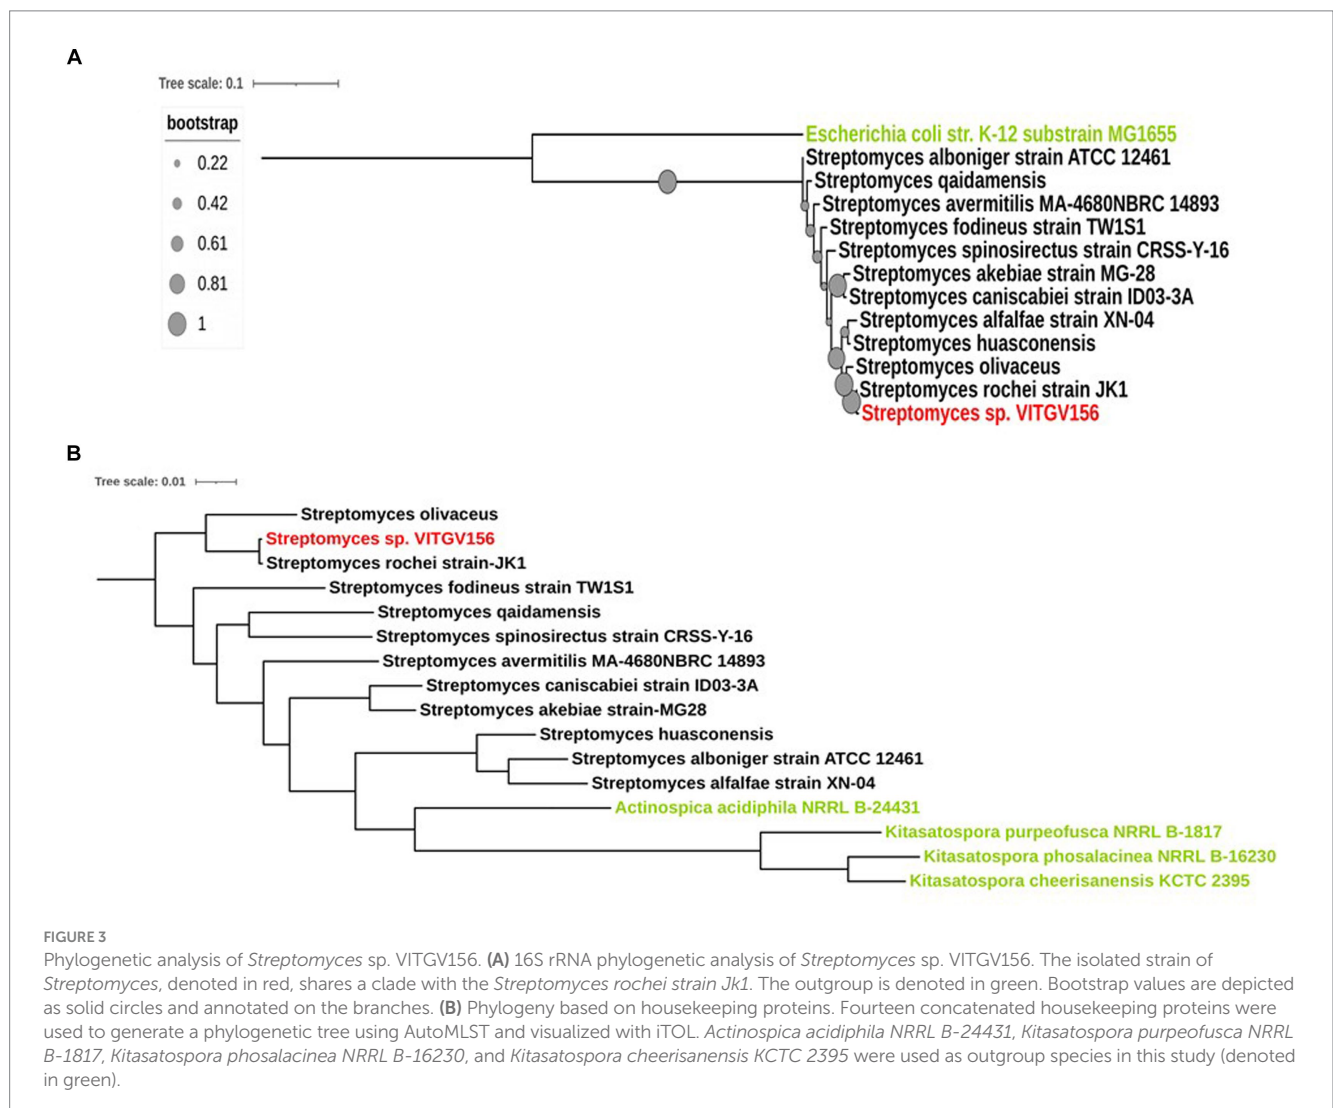 A
Tree scale: 0.1
bootstrap
0.22
0.42
0.61
0.81
1
Escherichia coli str. K-12 substrain MG1655
Streptomyces alboniger strain ATCC 12461
Streptomyces qaidamensis
Streptomyces avermitilis MA-4680NBRC 14893
Streptomyces fodineus strain TW1S1
Streptomyces spinosirectus strain CRSS-Y-16
Streptomyces akebiae strain MG-28
Streptomyces caniscabiei strain ID03-3A
Streptomyces alfalfae strain XN-04
Streptomyces huasconensis
Streptomyces olivaceus
Streptomyces rochei strain JK1
Streptomyces sp. VITGV156
B
Tree scale: 0.01
Streptomyces olivaceus
Streptomyces sp. VITGV156
Streptomyces rochei strain-JK1
Streptomyces fodineus strain TW1S1
Streptomyces qaidamensis
Streptomyces spinosirectus strain CRSS-Y-16
Streptomyces avermitilis MA-4680NBRC 14893
Streptomyces caniscabiei strain ID03-3A
Streptomyces akebiae strain-MG28
Streptomyces huasconensis
Streptomyces alboniger strain ATCC 12461
Streptomyces alfalfae strain XN-04
Actinospica acidiphila NRRL B-24431
Kitasatospora purpeofusca NRRL B-1817
Kitasatospora phosalacinea NRRL B-16230
Kitasatospora cheerisanensis KCTC 2395
FIGURE 3
Phylogenetic analysis of Streptomyces sp. VITGV156. (A) 16S rRNA phylogenetic analysis of Streptomyces sp. VITGV156. The isolated strain of
Streptomyces, denoted in red, shares a clade with the Streptomyces rochei strain Jk1. The outgroup is denoted in green. Bootstrap values are depicted
as solid circles and annotated on the branches. (B) Phylogeny based on housekeeping proteins. Fourteen concatenated housekeeping proteins were
used to generate a phylogenetic tree using AutoMLST and visualized with iTOL. Actinospica acidiphila NRRL B-24431, Kitasatospora purpeofusca NRRL
B-1817, Kitasatospora phosalacinea NRRL B-16230, and Kitasatospora cheerisanensis KCTC 2395 were used as outgroup species in this study (denoted
in green).